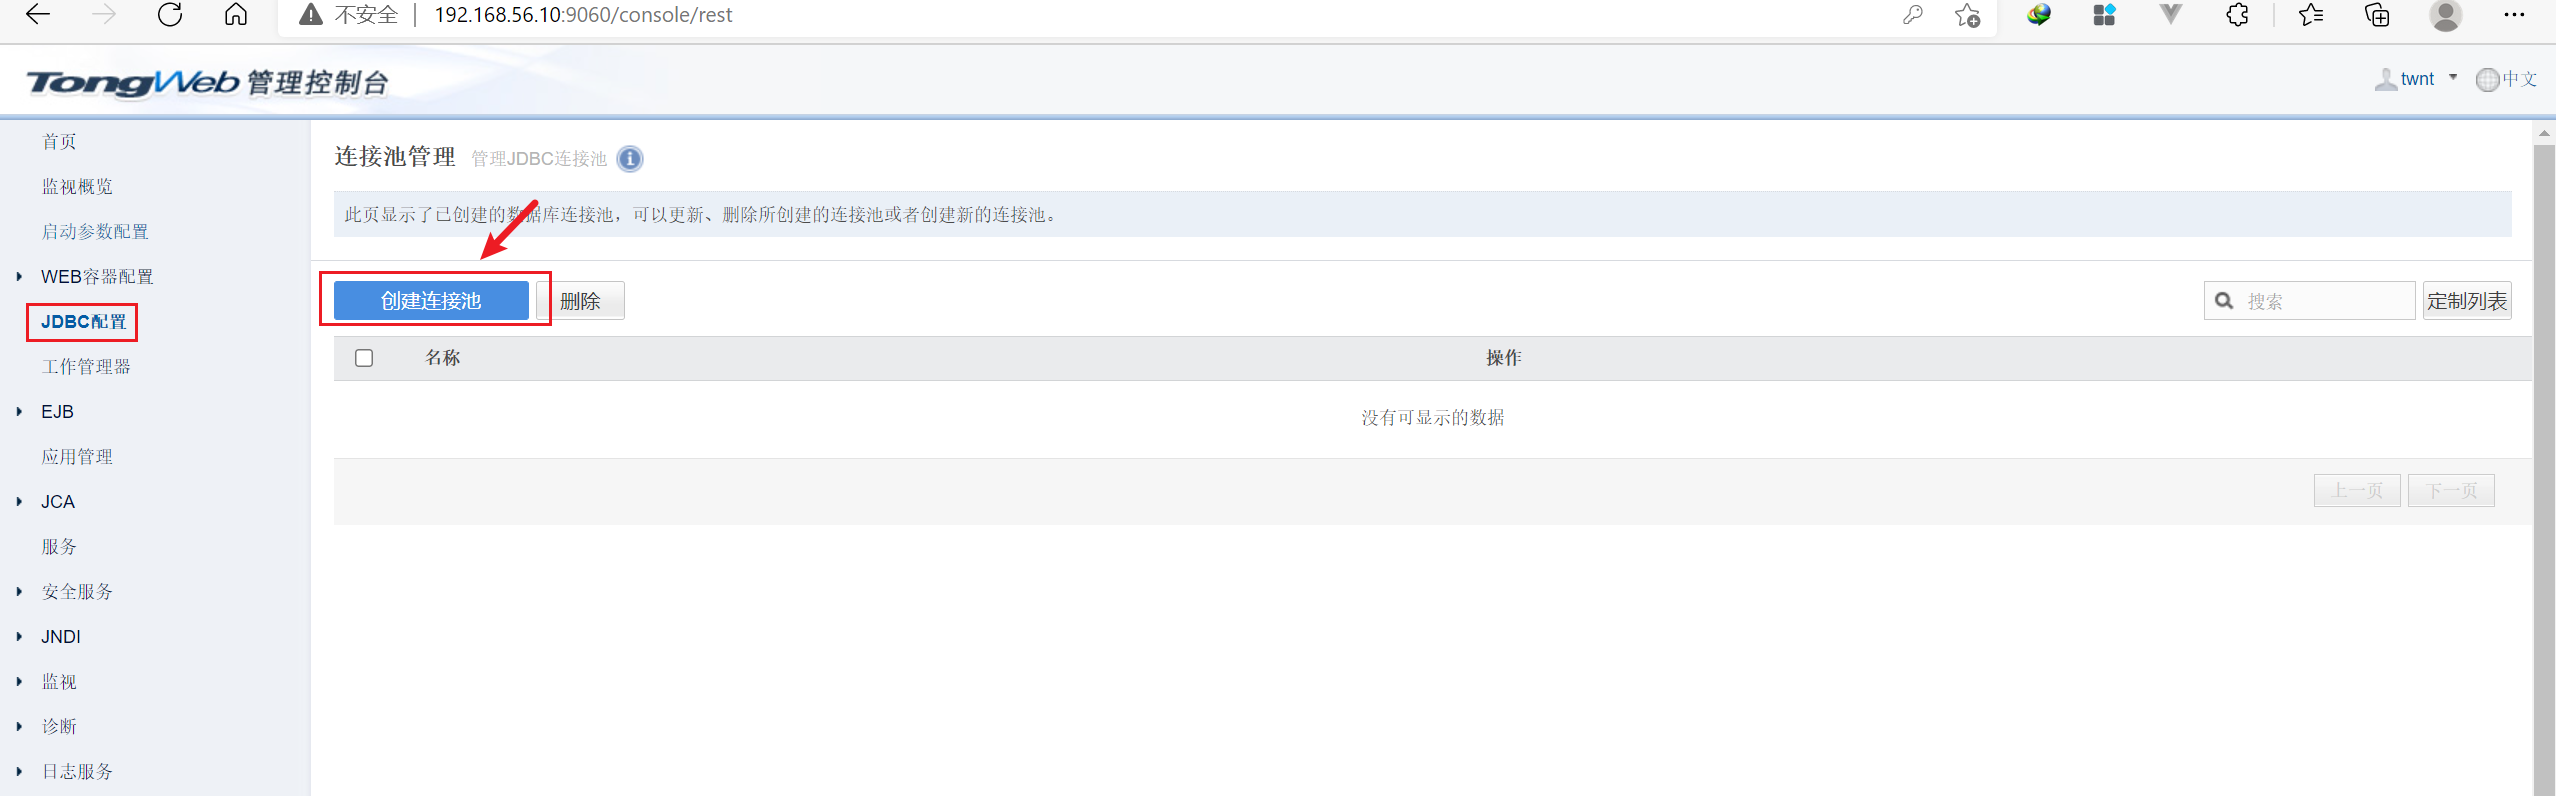 不安全 | 192.168.56.10:9060/console/rest
TongWeb管理控制台
twnt 中文
首页
监视概览
启动参数配置
WEB容器配置
JDBC配置
工作管理器
EJB
应用管理
JCA
服务
安全服务
JNDI
监视
诊断
日志服务
连接池管理 管理JDBC连接池
此页显示了已创建的数据库连接池，可以更新、删除所创建的连接池或者创建新的连接池。
创建连接池 删除 搜索 定制列表
名称 操作
没有可显示的数据
上一页 下一页